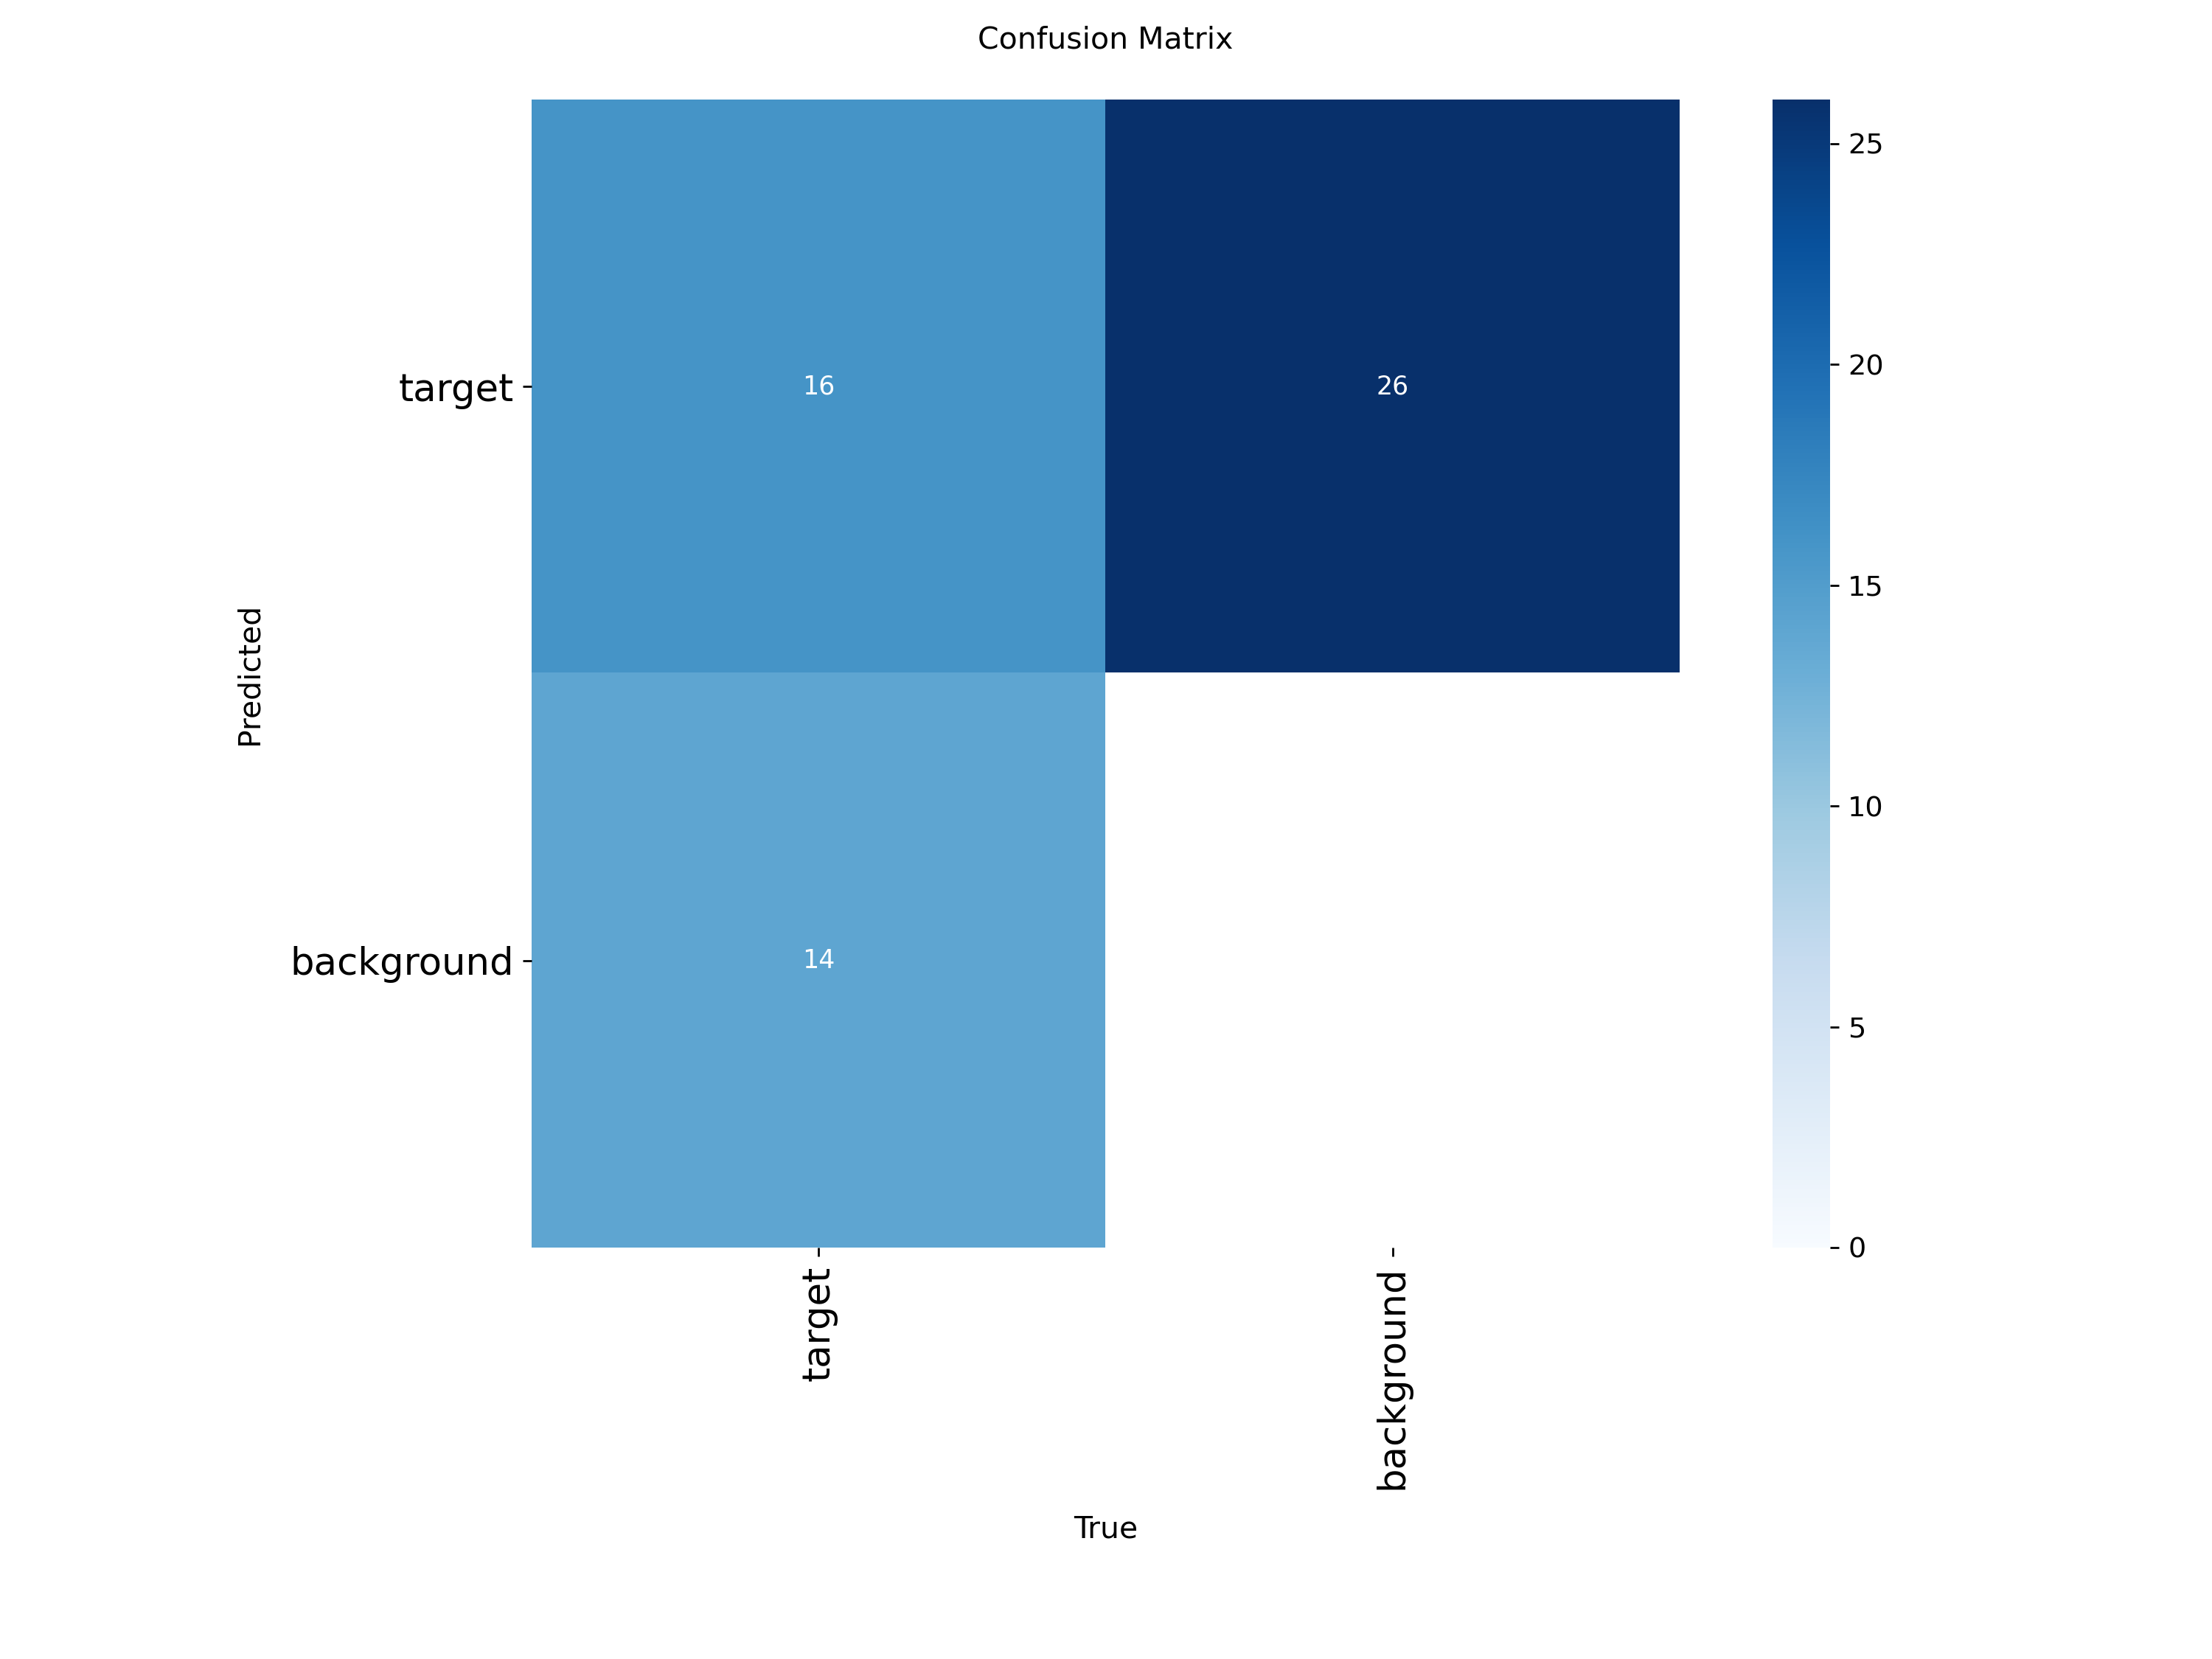 Confusion Matrix
25
20
15
10
5
0
Predicted
target
background
16
26
14
target
background
True